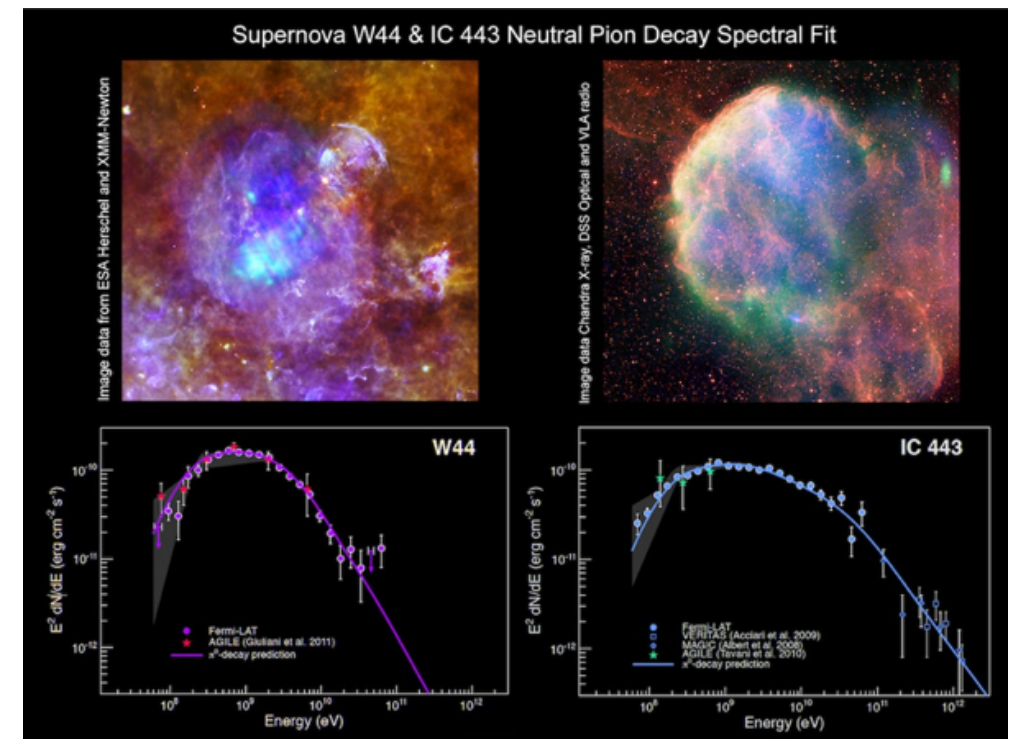 Supernova W44 & IC 443 Neutral Pion Decay Spectral Fit
Image data from ESA Herschel and XMM-Newton
Image data Chandra X-ray, DSS Optical and VLA radio
W44
E² dN/dE (erg cm⁻² s⁻¹)
10⁻¹⁰
10⁻¹¹
10⁻¹²
Fermi-LAT
AGILE (Giuliani et al. 2011)
π⁰-decay prediction
10⁸ 10⁹ 10¹⁰ 10¹¹ 10¹²
Energy (eV)
IC 443
E² dN/dE (erg cm⁻² s⁻¹)
10⁻¹⁰
10⁻¹¹
10⁻¹²
Fermi-LAT
VERITAS (Acciari et al. 2009)
MAGIC (Albert et al. 2008)
AGILE (Tavani et al. 2010)
π⁰-decay prediction
10⁸ 10⁹ 10¹⁰ 10¹¹ 10¹²
Energy (eV)